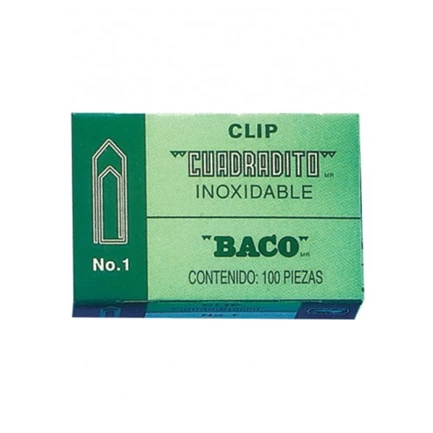 CLIP
"CUADRADITO" MR
INOXIDABLE
"BACO" MR
CONTENIDO: 100 PIEZAS
No.1